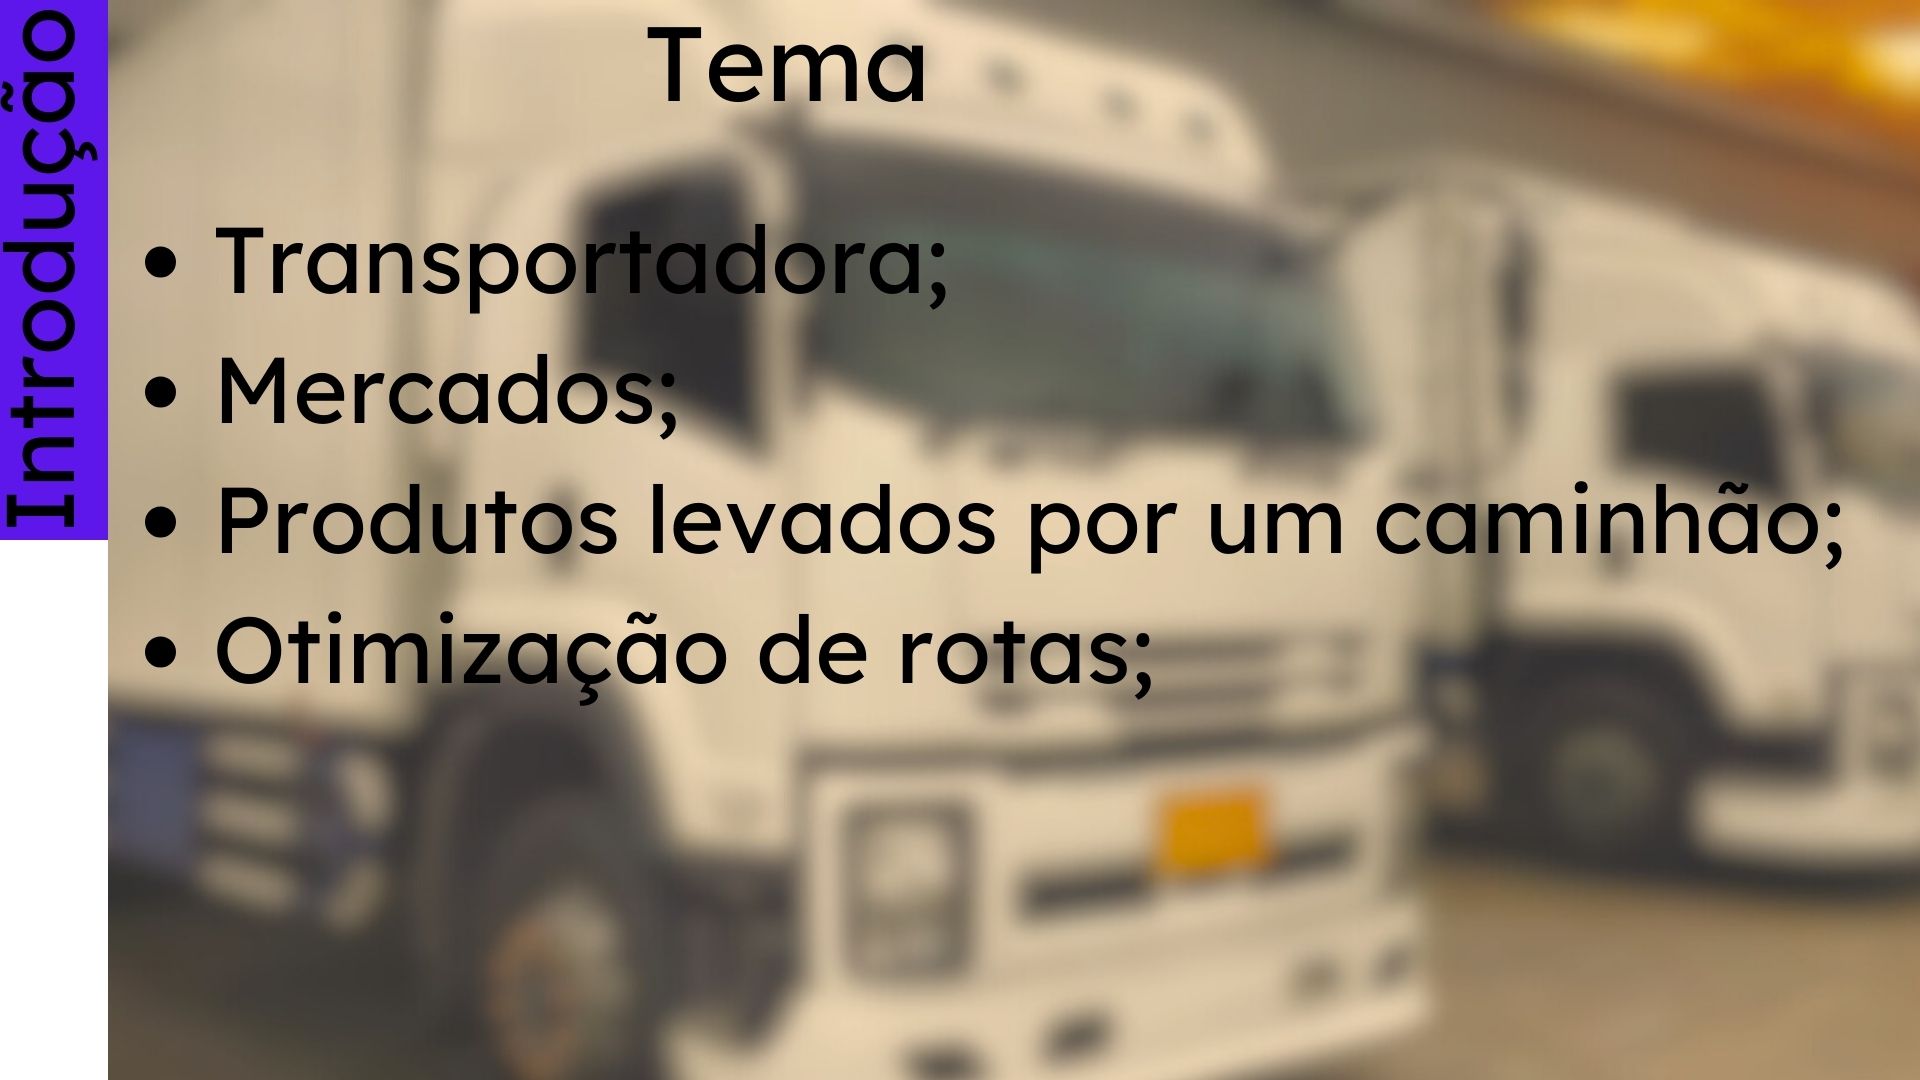 Introdução
Tema
• Transportadora;
• Mercados;
• Produtos levados por um caminhão;
• Otimização de rotas;